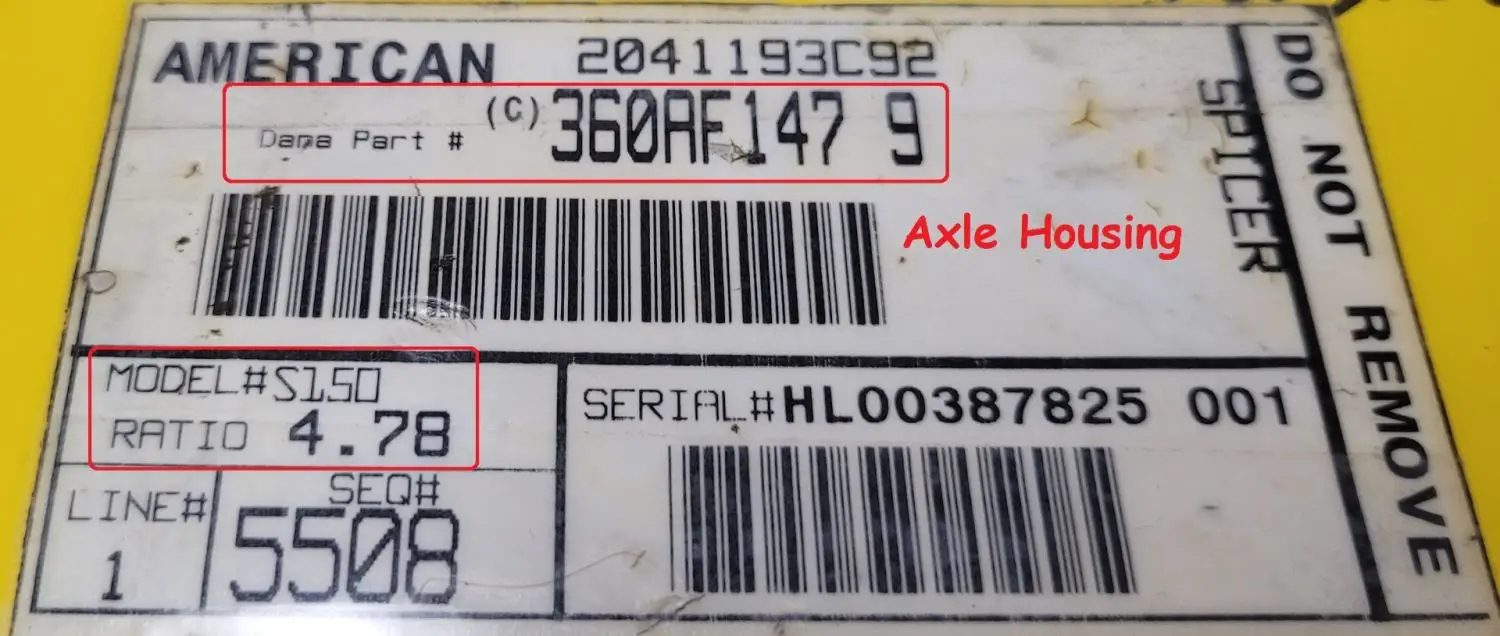 AMERICAN 2041193C92
Dana Part # (C) 360AF147 9
Axle Housing
SPICER
DO NOT REMOVE
MODEL# S150
RATIO 4.78
SERIAL# HL00387825 001
LINE# 1
SEQ# 5508